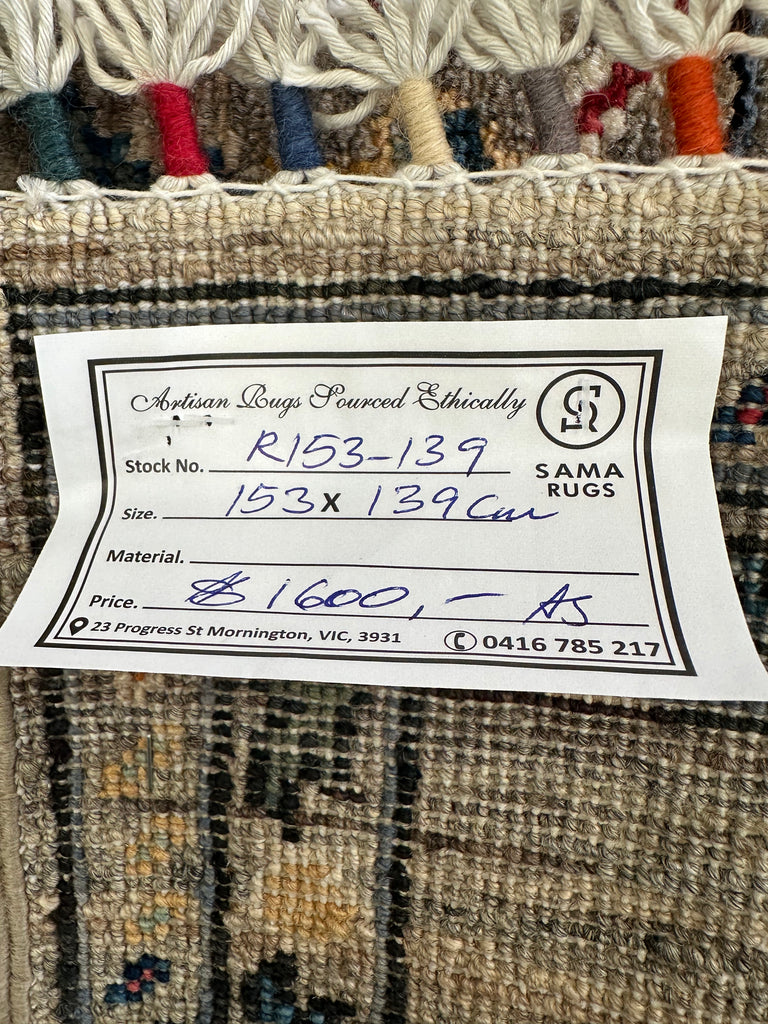 Artisan Rugs Sourced Ethically
SAMA
RUGS
Stock No. R153-139
Size. 153 x 139 cm
Material.
Price. $1600,- AS
23 Progress St Mornington, VIC, 3931
0416 785 217